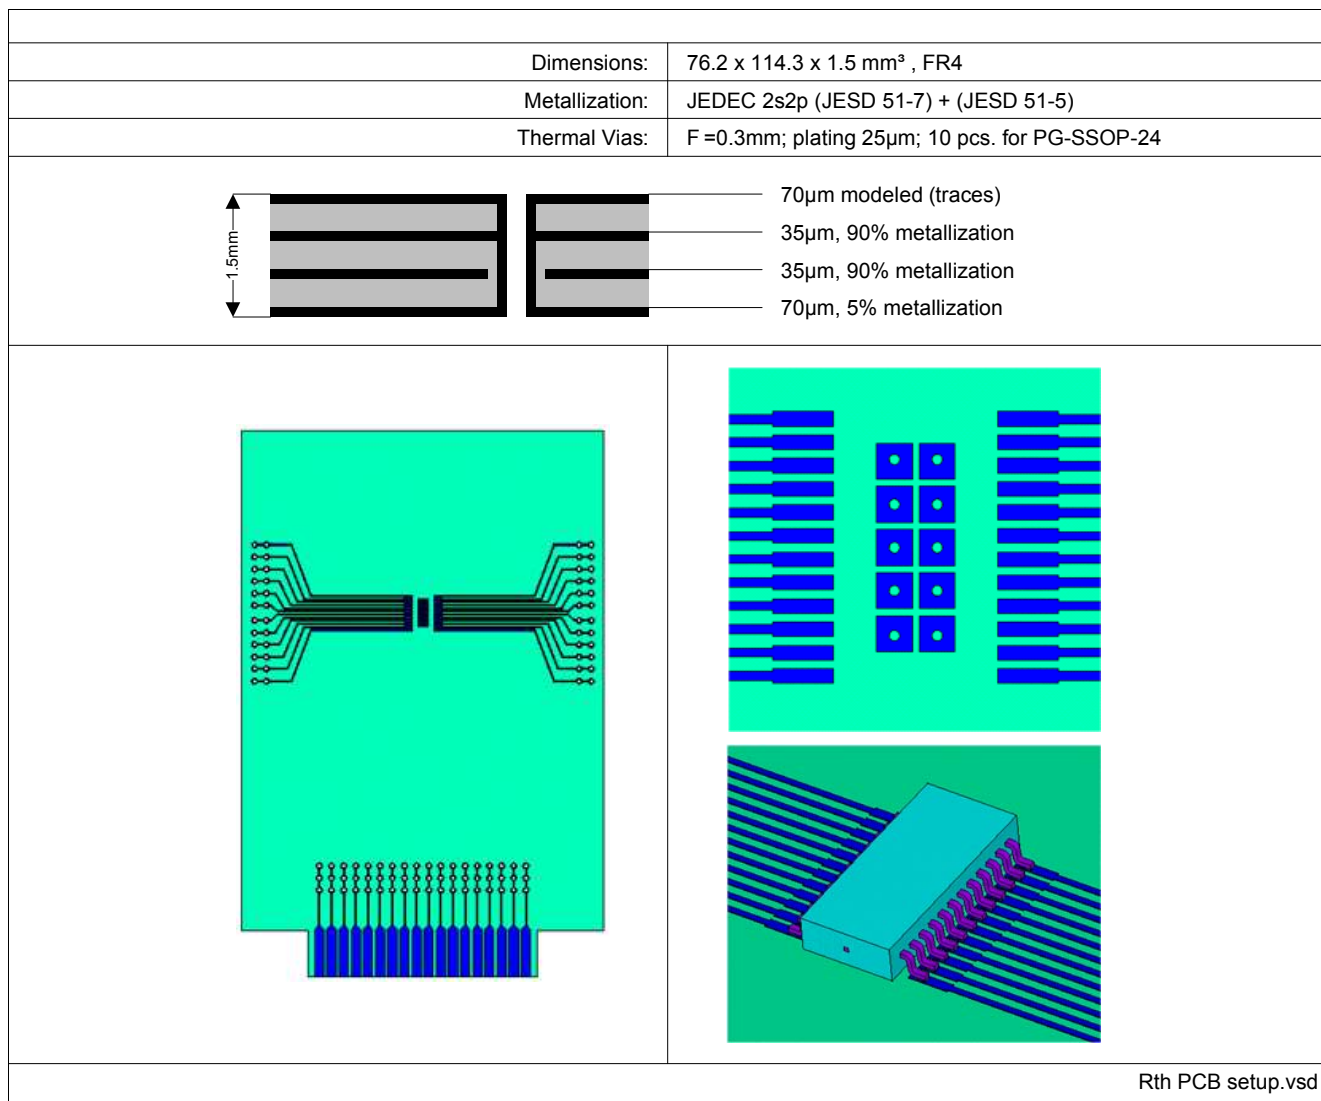 Dimensions: 76.2 x 114.3 x 1.5 mm³ , FR4
Metallization: JEDEC 2s2p (JESD 51-7) + (JESD 51-5)
Thermal Vias: F =0.3mm; plating 25µm; 10 pcs. for PG-SSOP-24
1.5mm
70µm modeled (traces)
35µm, 90% metallization
35µm, 90% metallization
70µm, 5% metallization
Rth PCB setup.vsd